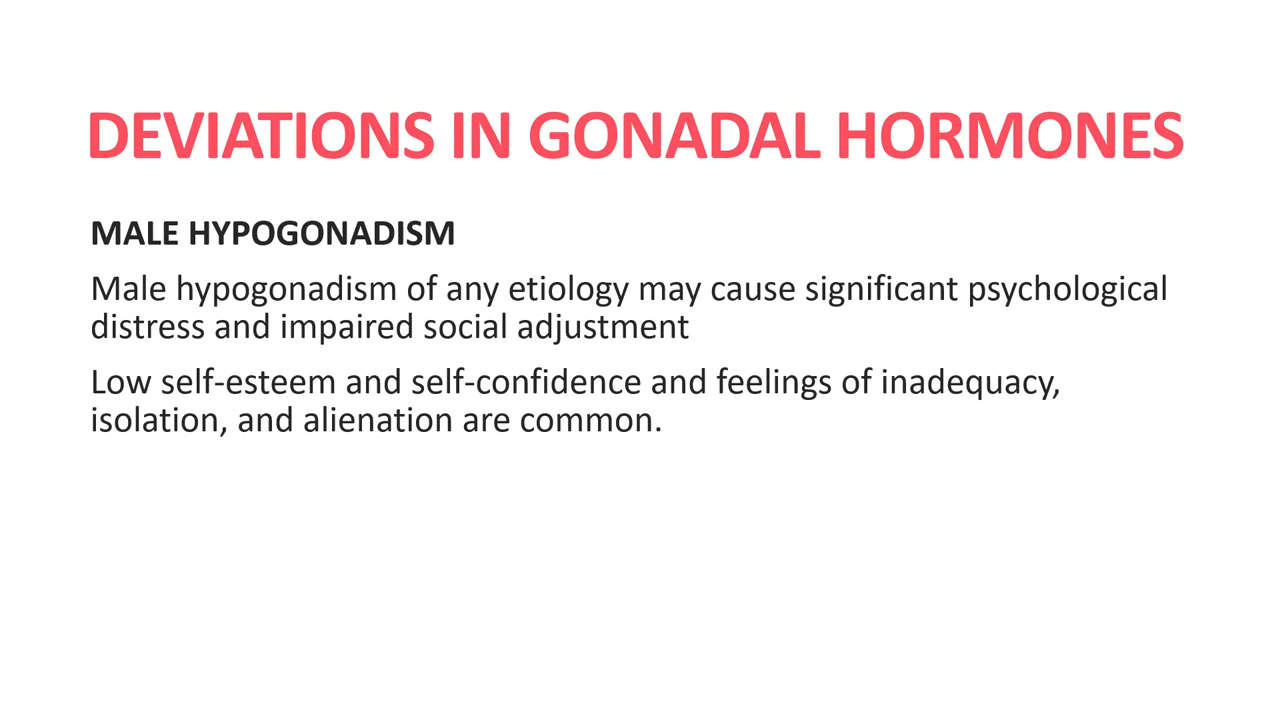 DEVIATIONS IN GONADAL HORMONES
MALE HYPOGONADISM
Male hypogonadism of any etiology may cause significant psychological
distress and impaired social adjustment
Low self-esteem and self-confidence and feelings of inadequacy,
isolation, and alienation are common.